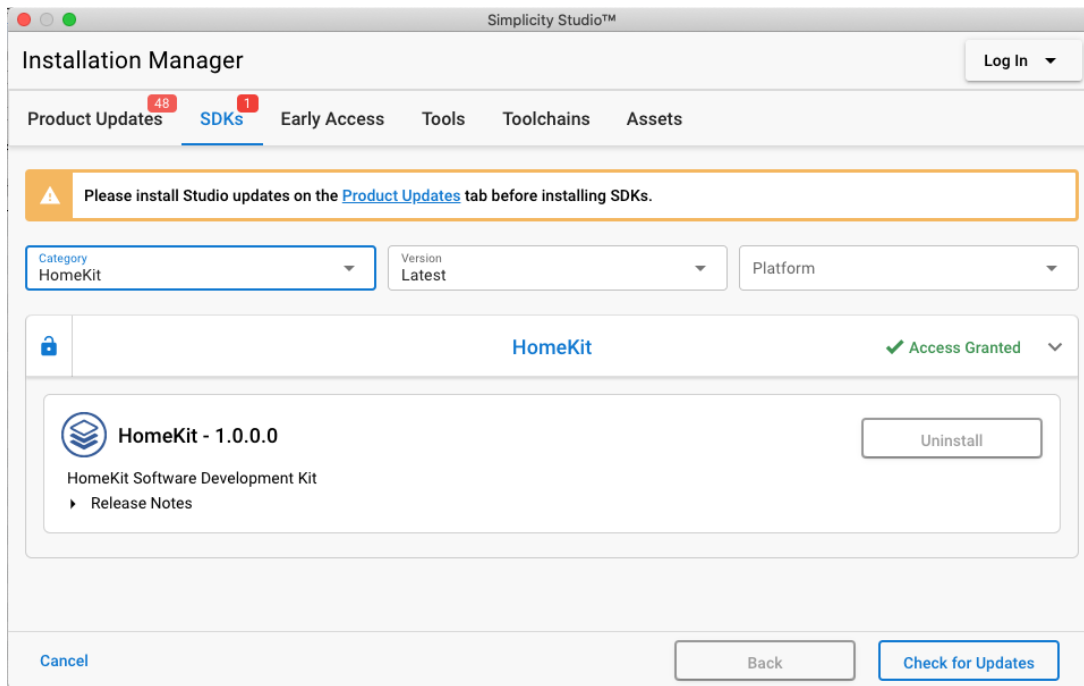 Simplicity Studio™
Installation Manager
Log In
Product Updates 48 SDKs 1 Early Access Tools Toolchains Assets
Please install Studio updates on the Product Updates tab before installing SDKs.
Category
HomeKit
Version
Latest
Platform
HomeKit
Access Granted
HomeKit - 1.0.0.0
Uninstall
HomeKit Software Development Kit
Release Notes
Cancel
Back
Check for Updates